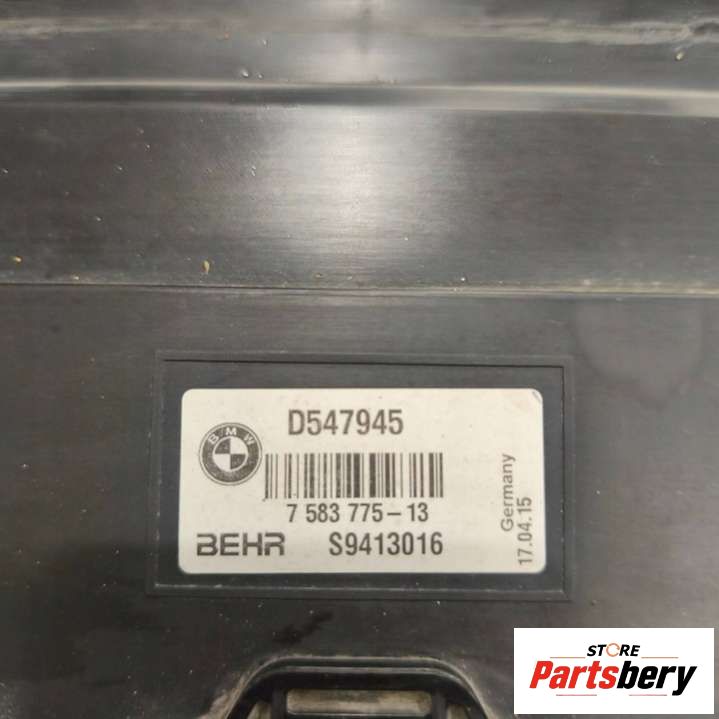 BMW
D547945
7 583 775-13
BEHR S9413016
Germany
17.04.15
STORE
Partsbery